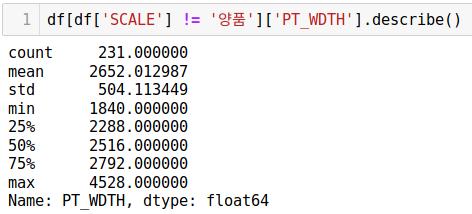 1 df[df['SCALE'] != '양품']['PT_WDTH'].describe()
count 231.000000
mean 2652.012987
std 504.113449
min 1840.000000
25% 2288.000000
50% 2516.000000
75% 2792.000000
max 4528.000000
Name: PT_WDTH, dtype: float64